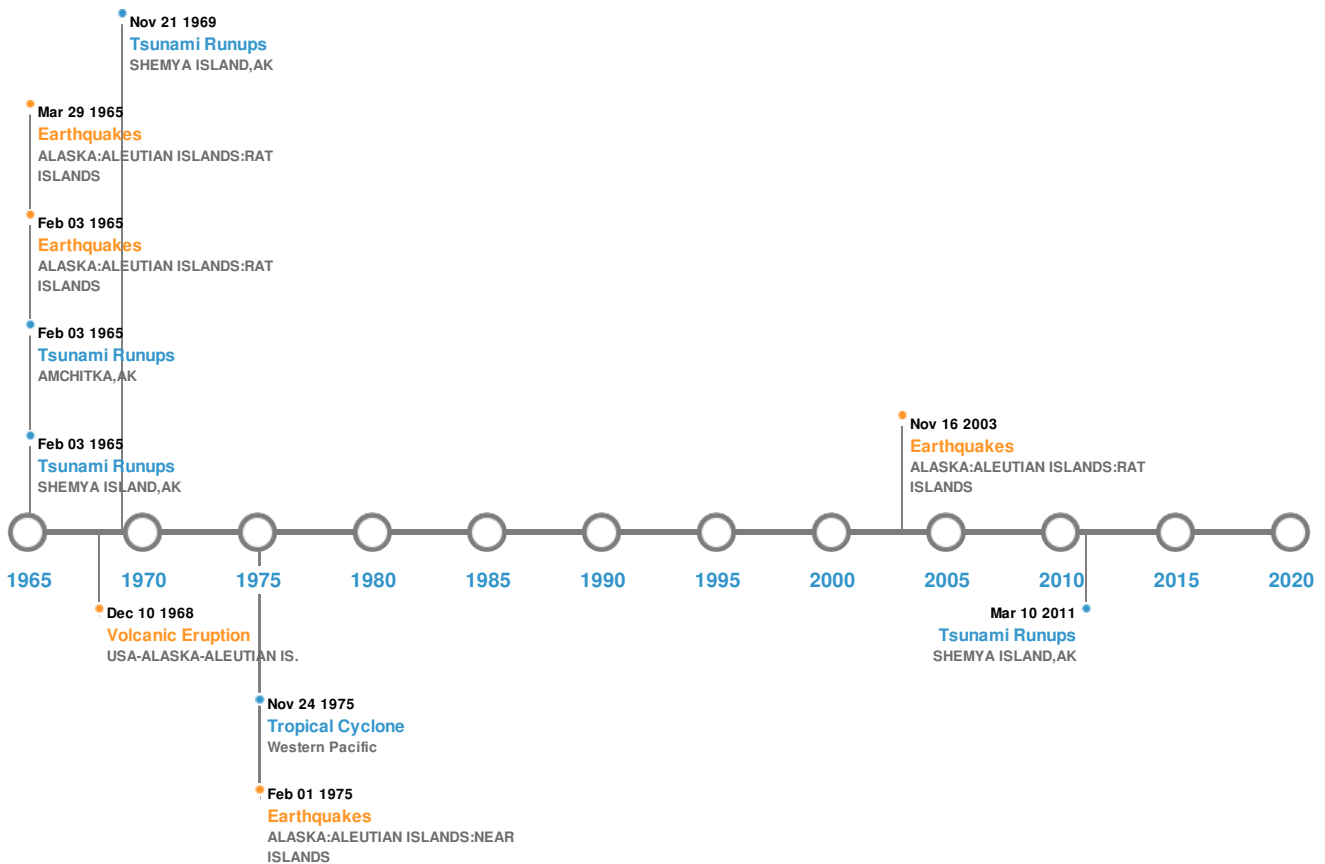 Nov 21 1969
Tsunami Runups
SHEMYA ISLAND,AK
Mar 29 1965
Earthquakes
ALASKA:ALEUTIAN ISLANDS:RAT
ISLANDS
Feb 03 1965
Earthquakes
ALASKA:ALEUTIAN ISLANDS:RAT
ISLANDS
Feb 03 1965
Tsunami Runups
AMCHITKA,AK
Feb 03 1965
Tsunami Runups
SHEMYA ISLAND,AK
Nov 16 2003
Earthquakes
ALASKA:ALEUTIAN ISLANDS:RAT
ISLANDS
1965 1970 1975 1980 1985 1990 1995 2000 2005 2010 2015 2020
Dec 10 1968
Volcanic Eruption
USA-ALASKA-ALEUTIAN IS.
Mar 10 2011
Tsunami Runups
SHEMYA ISLAND,AK
Nov 24 1975
Tropical Cyclone
Western Pacific
Feb 01 1975
Earthquakes
ALASKA:ALEUTIAN ISLANDS:NEAR
ISLANDS